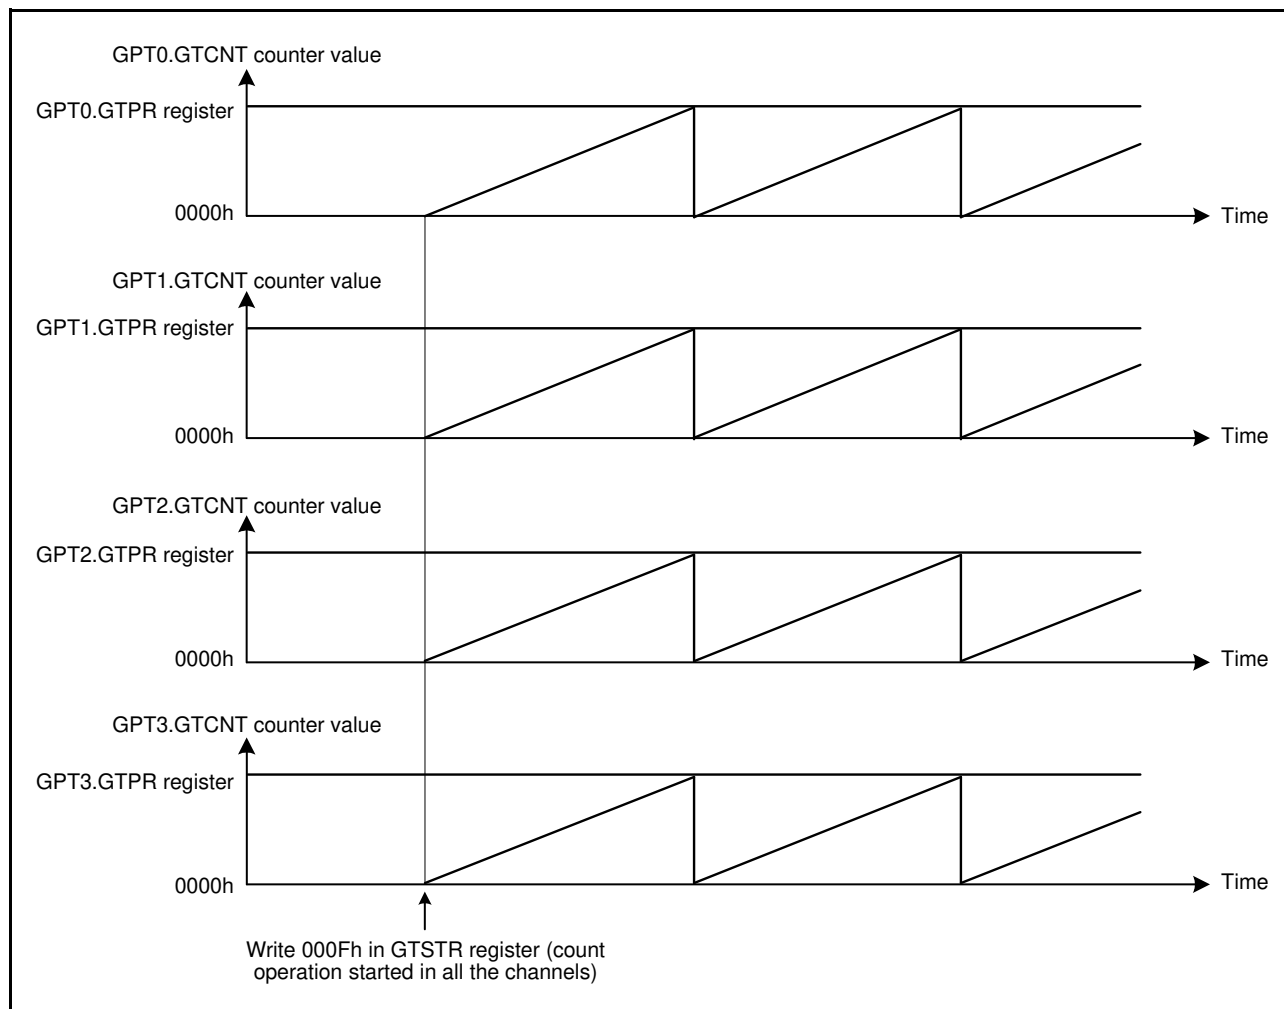 GPT0.GTCNT counter value
GPT0.GTPR register
0000h
Time
GPT1.GTCNT counter value
GPT1.GTPR register
0000h
Time
GPT2.GTCNT counter value
GPT2.GTPR register
0000h
Time
GPT3.GTCNT counter value
GPT3.GTPR register
0000h
Time
Write 000Fh in GTSTR register (count
operation started in all the channels)